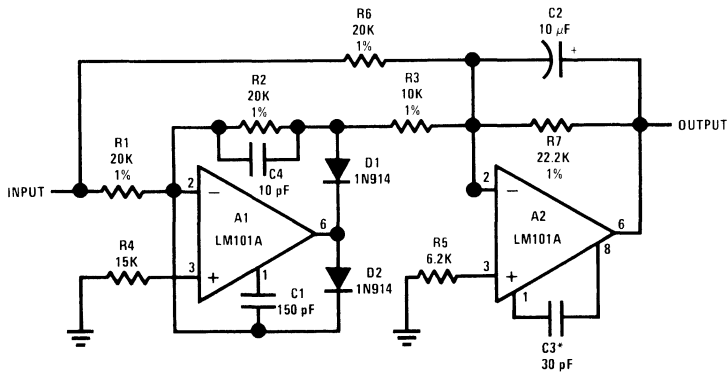 R6
20K
1%
C2
10 μF
+
R2
20K
1%
R3
10K
1%
OUTPUT
R1
20K
1%
C4
10 pF
D1
1N914
R7
22.2K
1%
INPUT
2
−
A1
LM101A
6
2
−
A2
LM101A
6
8
R4
15K
3
+
1
D2
1N914
R5
6.2K
3
+
1
C1
150 pF
C3*
30 pF